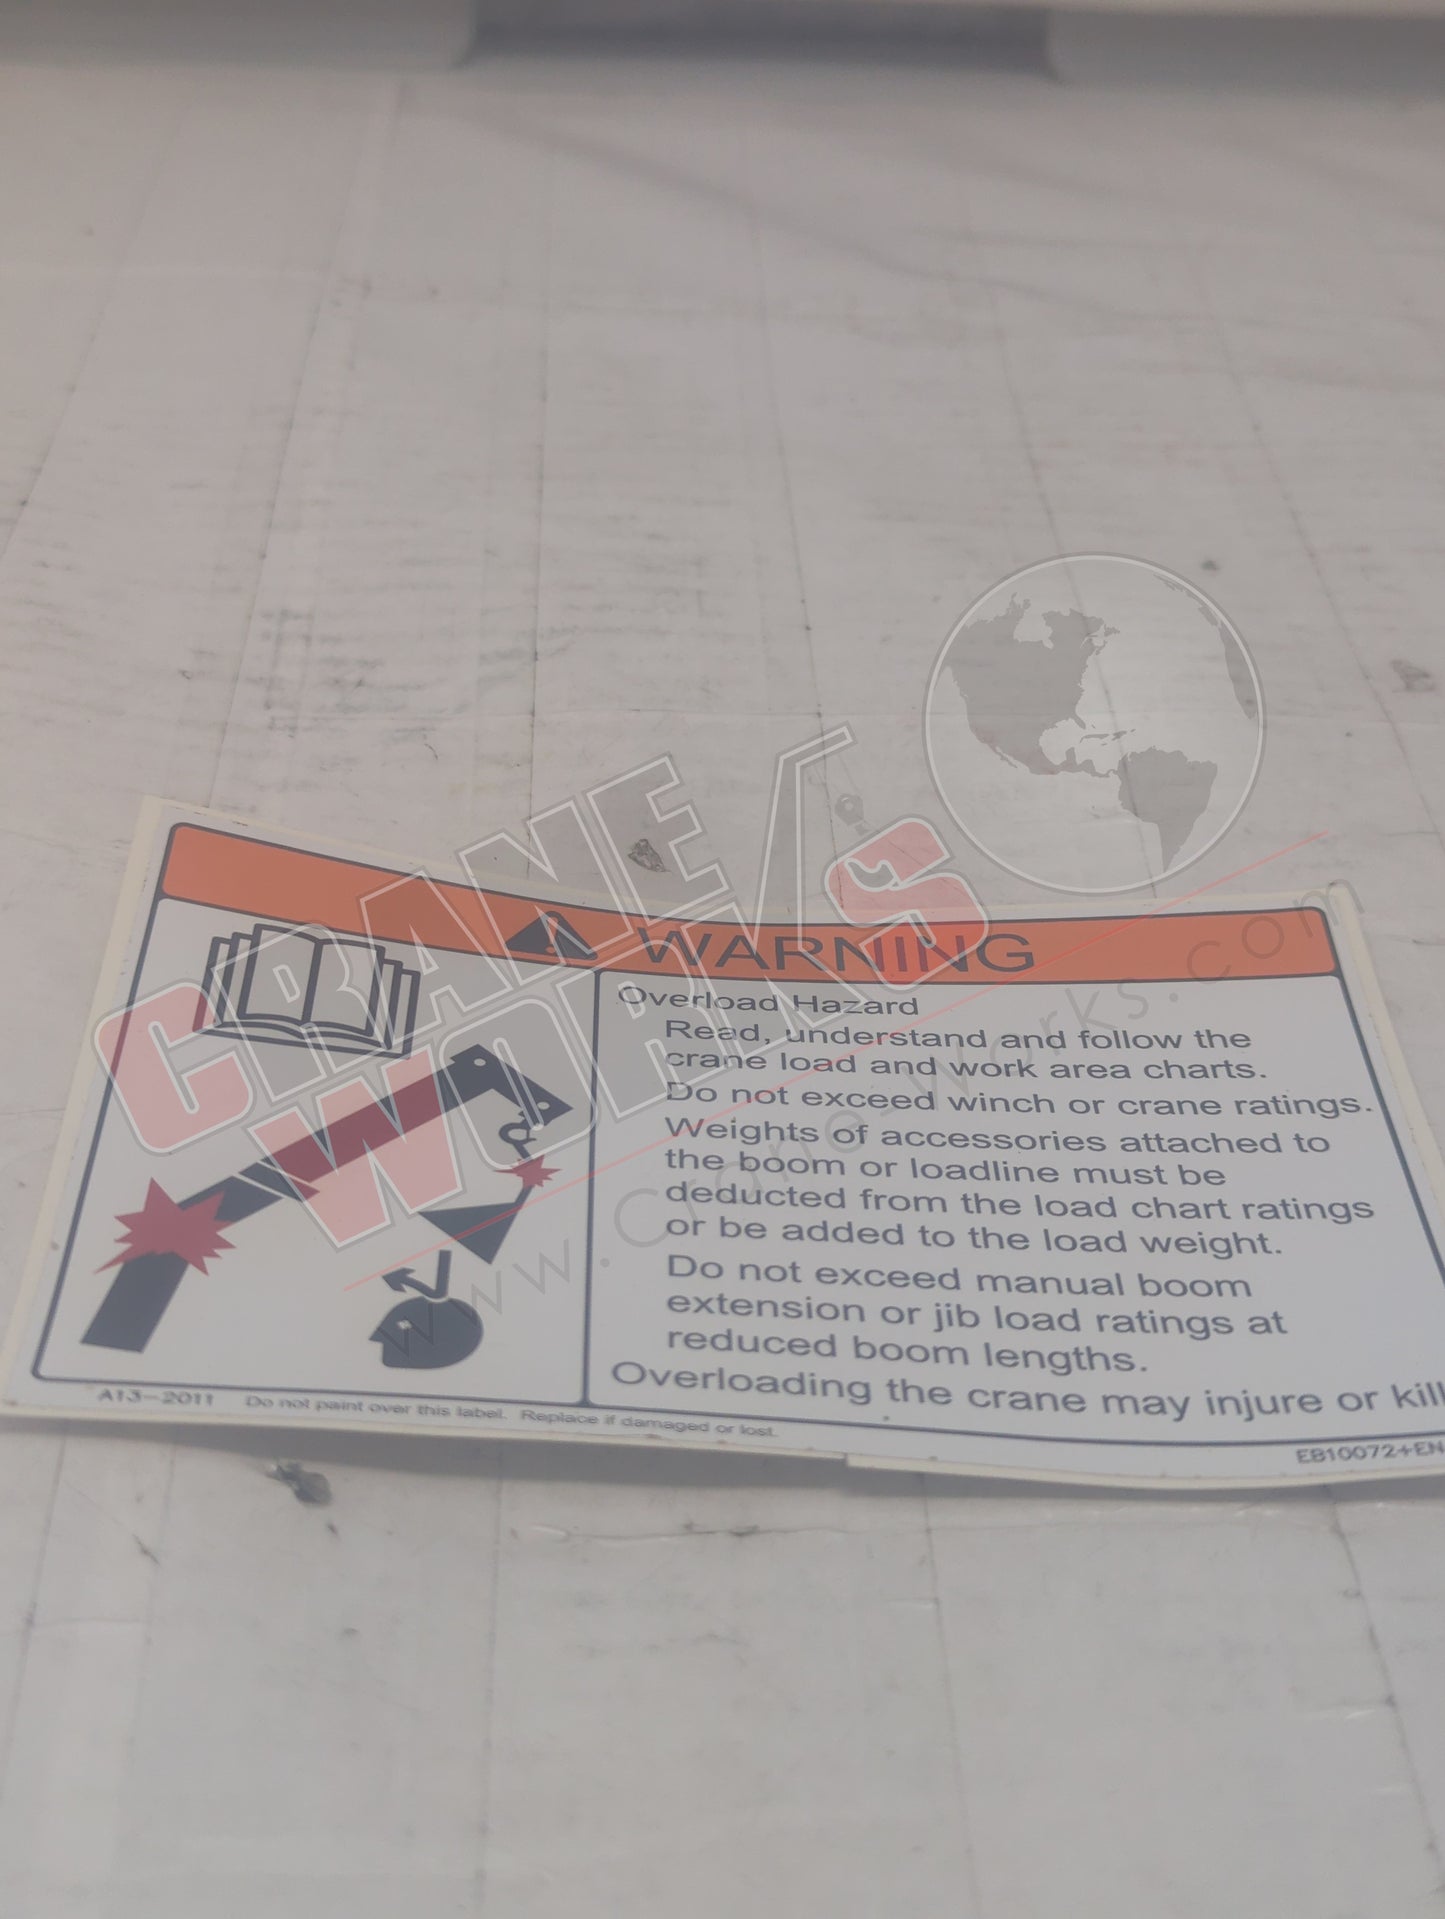 WARNING
Overload Hazard
Read, understand and follow the
crane load and work area charts.
Do not exceed winch or crane ratings.
Weights of accessories attached to
the boom or loadline must be
deducted from the load chart ratings
or be added to the load weight.
Do not exceed manual boom
extension or jib load ratings at
reduced boom lengths.
Overloading the crane may injure or kill
A13-2011 Do not paint over this label. Replace if damaged or lost.
CRANE
WORKS
www.Crane-Works.com